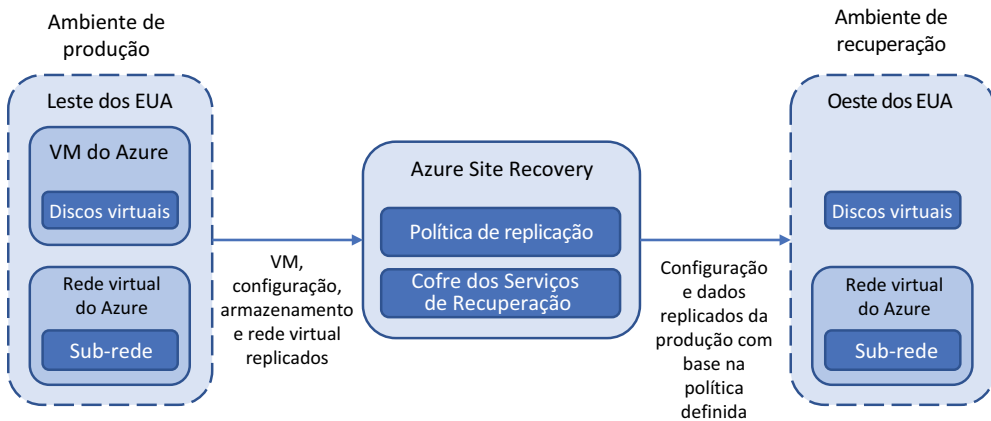 Ambiente de
produção
Leste dos EUA
VM do Azure
Discos virtuais
Rede virtual
do Azure
Sub-rede
VM,
configuração,
armazenamento
e rede virtual
replicados
Azure Site Recovery
Política de replicação
Cofre dos Serviços
de Recuperação
Configuração
e dados
replicados da
produção com
base na
política
definida
Ambiente de
recuperação
Oeste dos EUA
Discos virtuais
Rede virtual
do Azure
Sub-rede